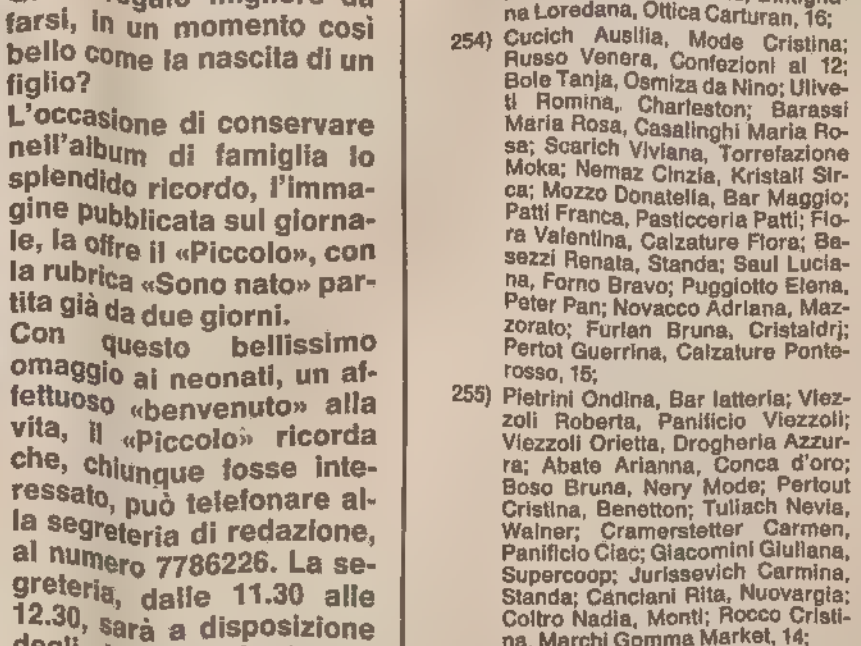 regalo migliore da
farsi, in un momento così
bello come la nascita di un
figlio?
L'occasione di conservare
nell'album di famiglia lo
splendido ricordo, l'imma-
gine pubblicata sul giorna-
le, la offre il «Piccolo», con
la rubrica «Sono nato» par-
tita già da due giorni.
Con questo bellissimo
omaggio ai neonati, un af-
fettuoso «benvenuto» alla
vita, il «Piccolo» ricorda
che, chiunque fosse inte-
ressato, può telefonare al-
la segreteria di redazione,
al numero 7786226. La se-
greteria, dalle 11.30 alle
12.30, sarà a disposizione
na Loredana, Ottica Carturan, 16;
254) Cucich Ausilia, Mode Cristina;
Russo Venera, Confezioni al 12;
Bole Tanja, Osmiza da Nino; Ulive-
ti Romina, Charleston; Barassi
Maria Rosa, Casalinghi Maria Ro-
sa; Scarich Viviana, Torrefazione
Moka; Nemaz Cinzia, Kristall Sir-
ca; Mozzo Donatella, Bar Maggio;
Patti Franca, Pasticceria Patti; Flo-
ra Valentina, Calzature Flora; Ba-
sezzi Renata, Standa; Saul Lucia-
na, Forno Bravo; Puggiotto Elena,
Peter Pan; Novacco Adriana, Maz-
zorato; Furlan Bruna, Cristaldrj;
Pertot Guerrina, Calzature Ponte-
rosso, 15;
255) Pietrini Ondina, Bar latteria; Viez-
zoli Roberta, Panificio Viezzoli;
Viezzoli Orietta, Drogheria Azzur-
ra; Abate Arianna, Conca d'oro;
Boso Bruna, Nery Mode; Pertout
Cristina, Benetton; Tuliach Nevia,
Walner; Cramerstetter Carmen,
Panificio Ciac; Giacomini Giuliana,
Supercoop; Jurissevich Carmina,
Standa; Canciani Rita, Nuovargia;
Coltro Nadia, Monti; Rocco Cristi-
na, Marchi Gomma Market, 14;